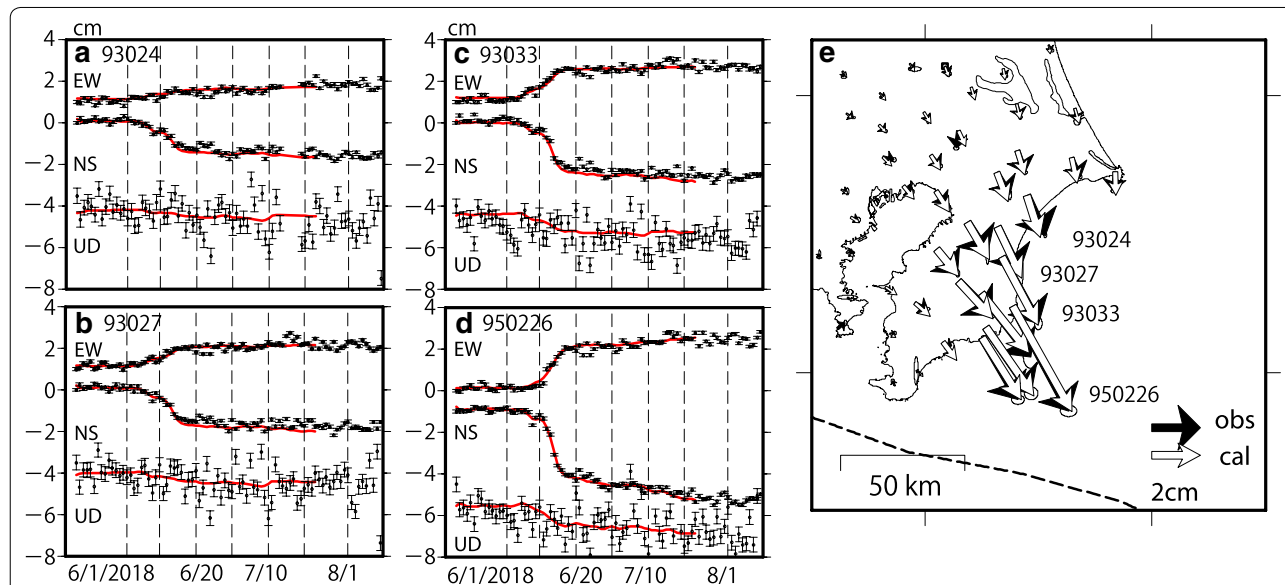 cm
a 93024
EW
NS
UD
4
2
0
−2
−4
−6
−8
b 93027
EW
NS
UD
4
2
0
−2
−4
−6
−8
6/1/2018 6/20 7/10 8/1
cm
c 93033
EW
NS
UD
4
2
0
−2
−4
−6
−8
d 950226
EW
NS
UD
4
2
0
−2
−4
−6
−8
6/1/2018 6/20 7/10 8/1
e
93024
93027
93033
950226
obs
cal
2cm
50 km